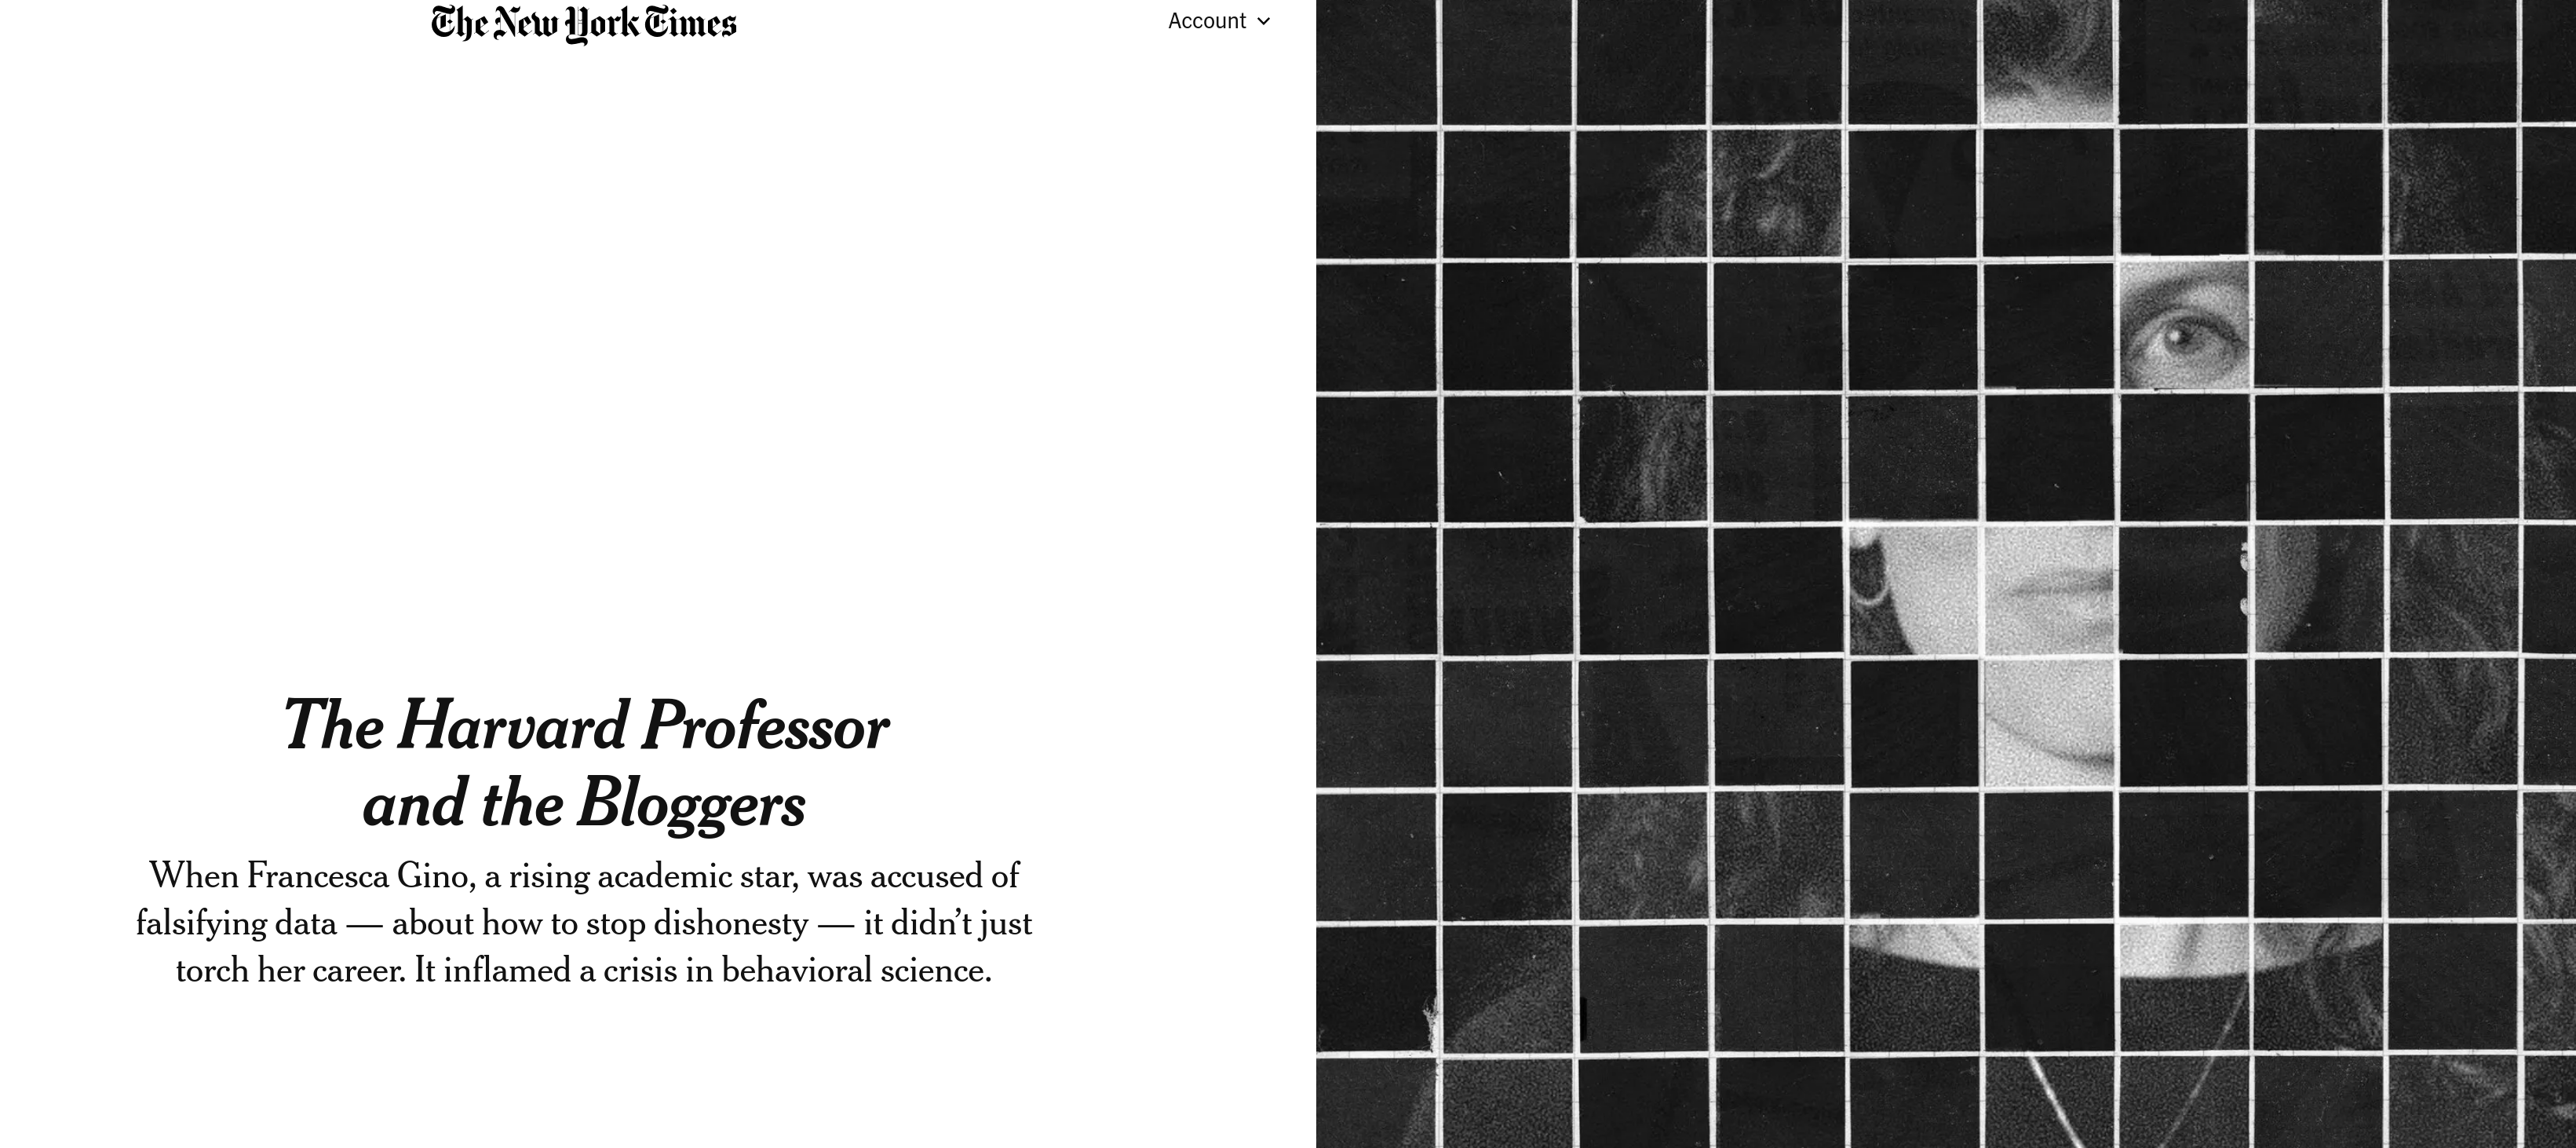 The New York Times
Account
The Harvard Professor
and the Bloggers
When Francesca Gino, a rising academic star, was accused of
falsifying data — about how to stop dishonesty — it didn’t just
torch her career. It inflamed a crisis in behavioral science.